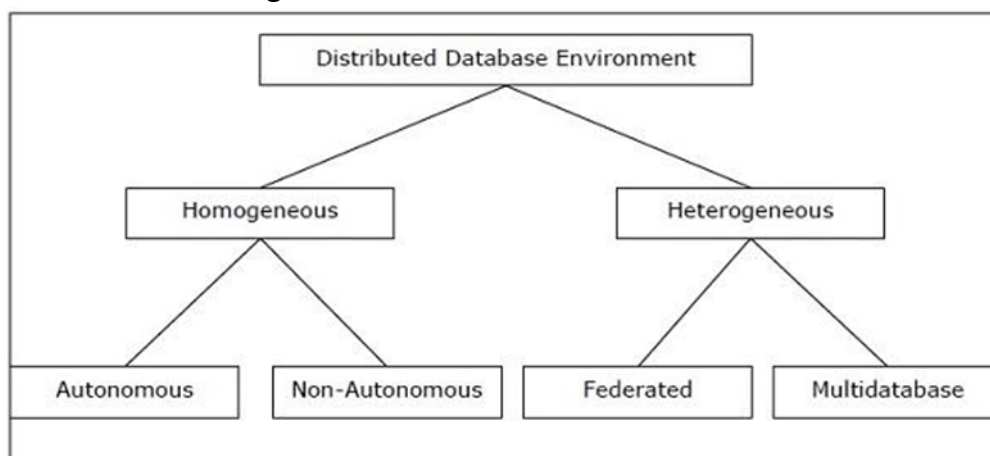 Distributed Database Environment
Homogeneous
Heterogeneous
Autonomous
Non-Autonomous
Federated
Multidatabase